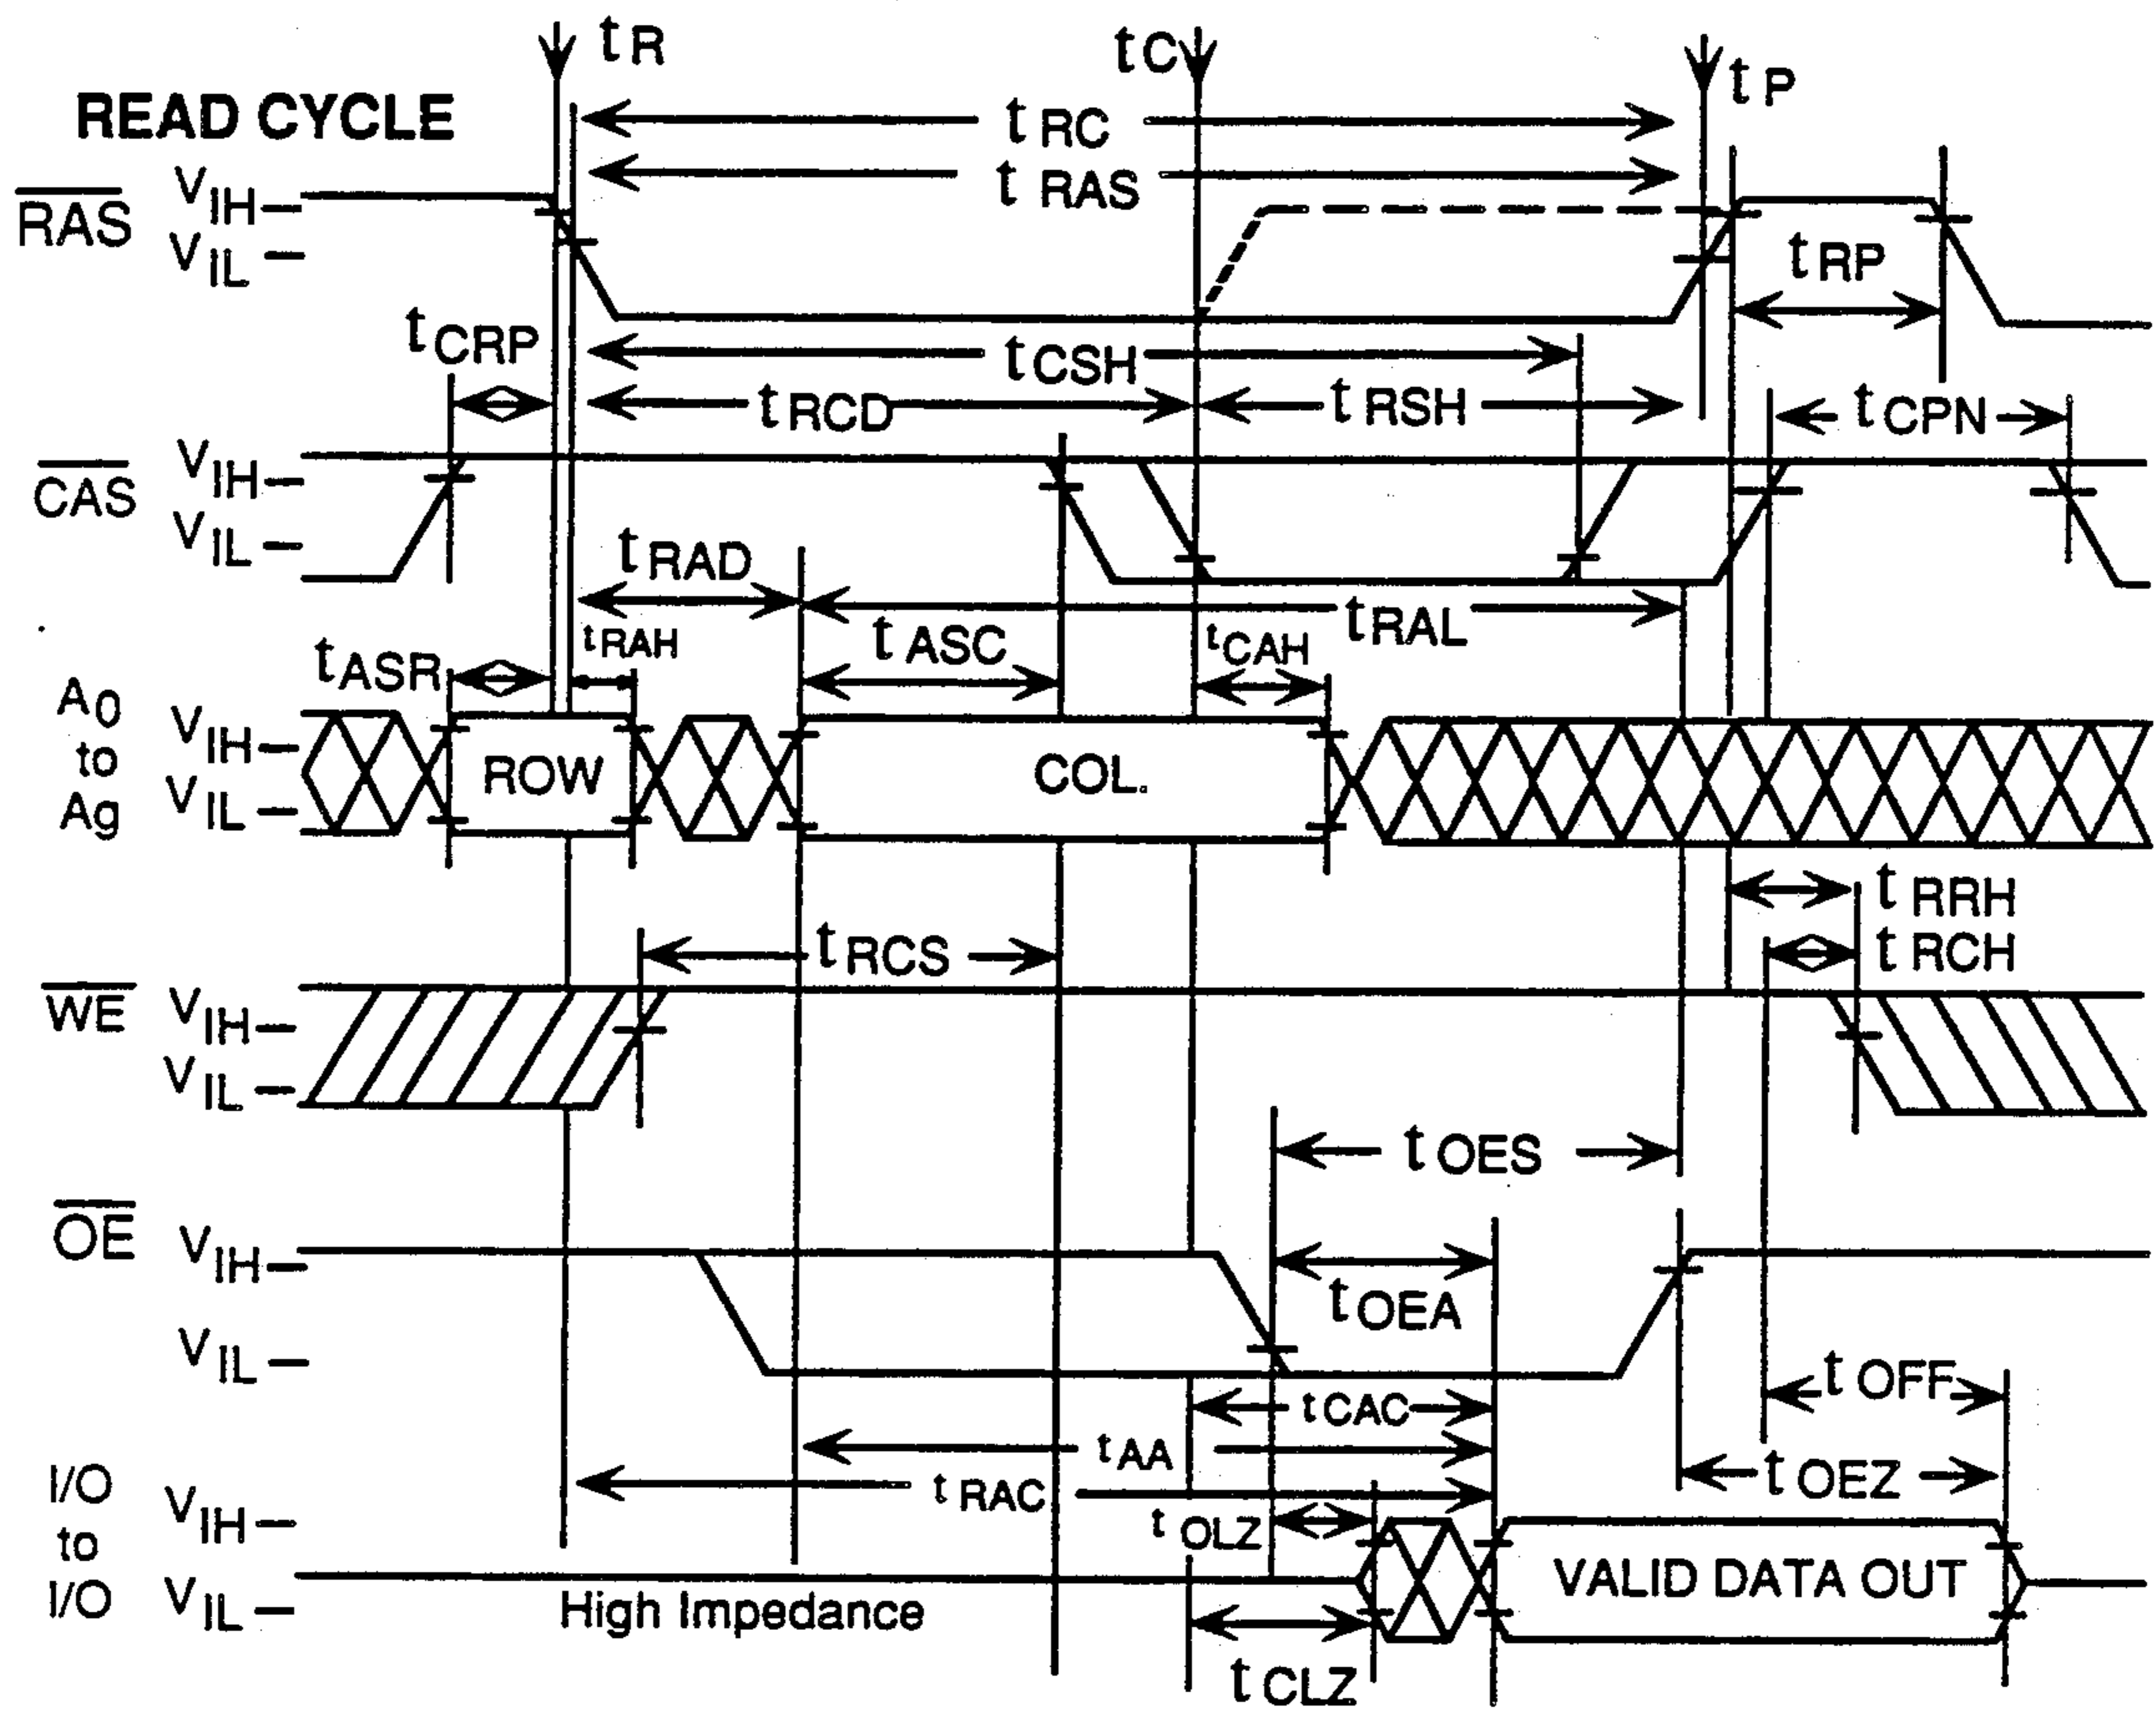 tR
tC
tP
READ CYCLE
tRC
tRAS
RAS
VIH
VIL
tRP
tCRP
tCSH
tRCD
tRSH
tCPN
CAS
VIH
VIL
tRAD
tRAL
tRAH
tASC
tCAH
tASR
A0
to
Ag
VIH
VIL
ROW
COL.
tRRH
tRCH
tRCS
WE
VIH
VIL
tOES
OE
VIH
VIL
tOEA
tOFF
tCAC
tAA
tRAC
tOEZ
tOLZ
I/O
to
I/O
VIH
VIL
VALID DATA OUT
High Impedance
tCLZ